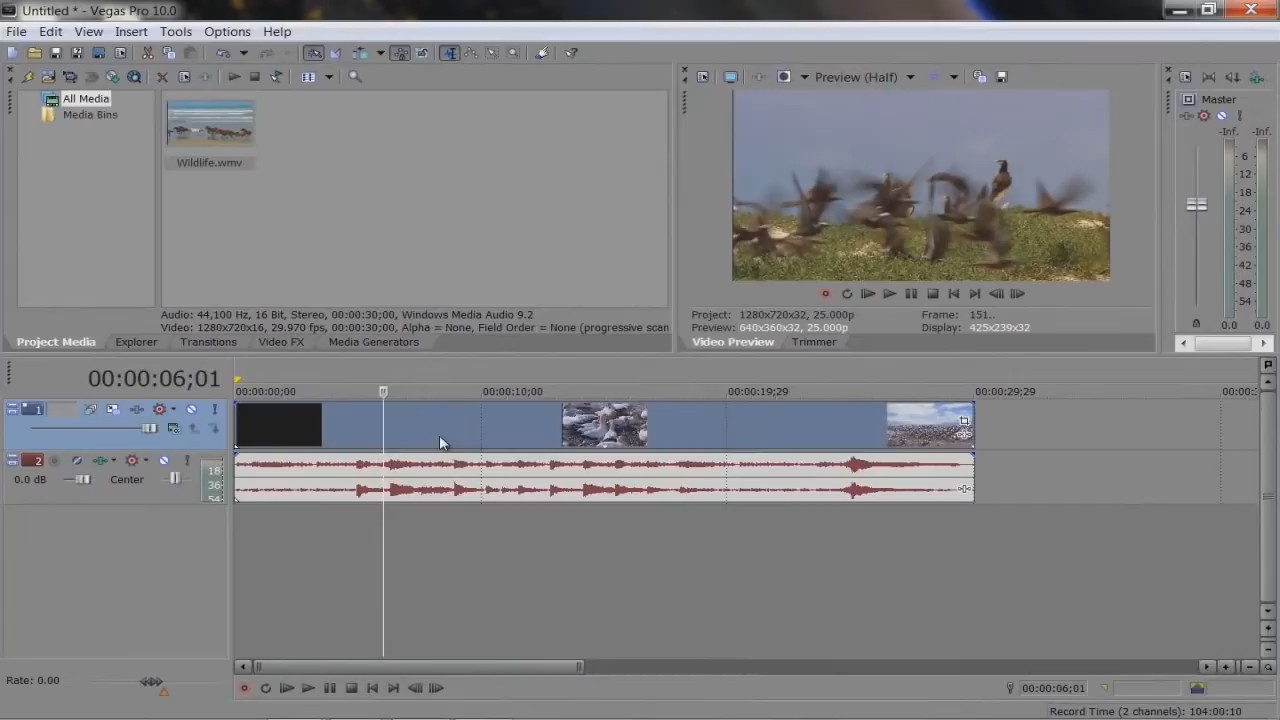 Untitled * - Vegas Pro 10.0
File Edit View Insert Tools Options Help
All Media
Media Bins
Wildlife.wmv
Audio: 44,100 Hz, 16 Bit, Stereo, 00:00:30;00, Windows Media Audio 9.2
Video: 1280x720x16, 29.970 fps, 00:00:30;00, Alpha = None, Field Order = None (progressive scan
Project Media Explorer Transitions Video FX Media Generators
Preview (Half)
Project: 1280x720x32, 25.000p Frame: 151..
Preview: 640x360x32, 25.000p Display: 425x239x32
Video Preview Trimmer
Master
-Inf. -Inf.
6
12
18
24
30
36
42
48
54
0.0 0.0
00:00:06;01
00:00:00;00 00:00:10;00 00:00:19;29 00:00:29;29
1
2
0.0 dB Center
18
36
54
Rate: 0.00
00:00:06;01
Record Time (2 channels): 104:00:10